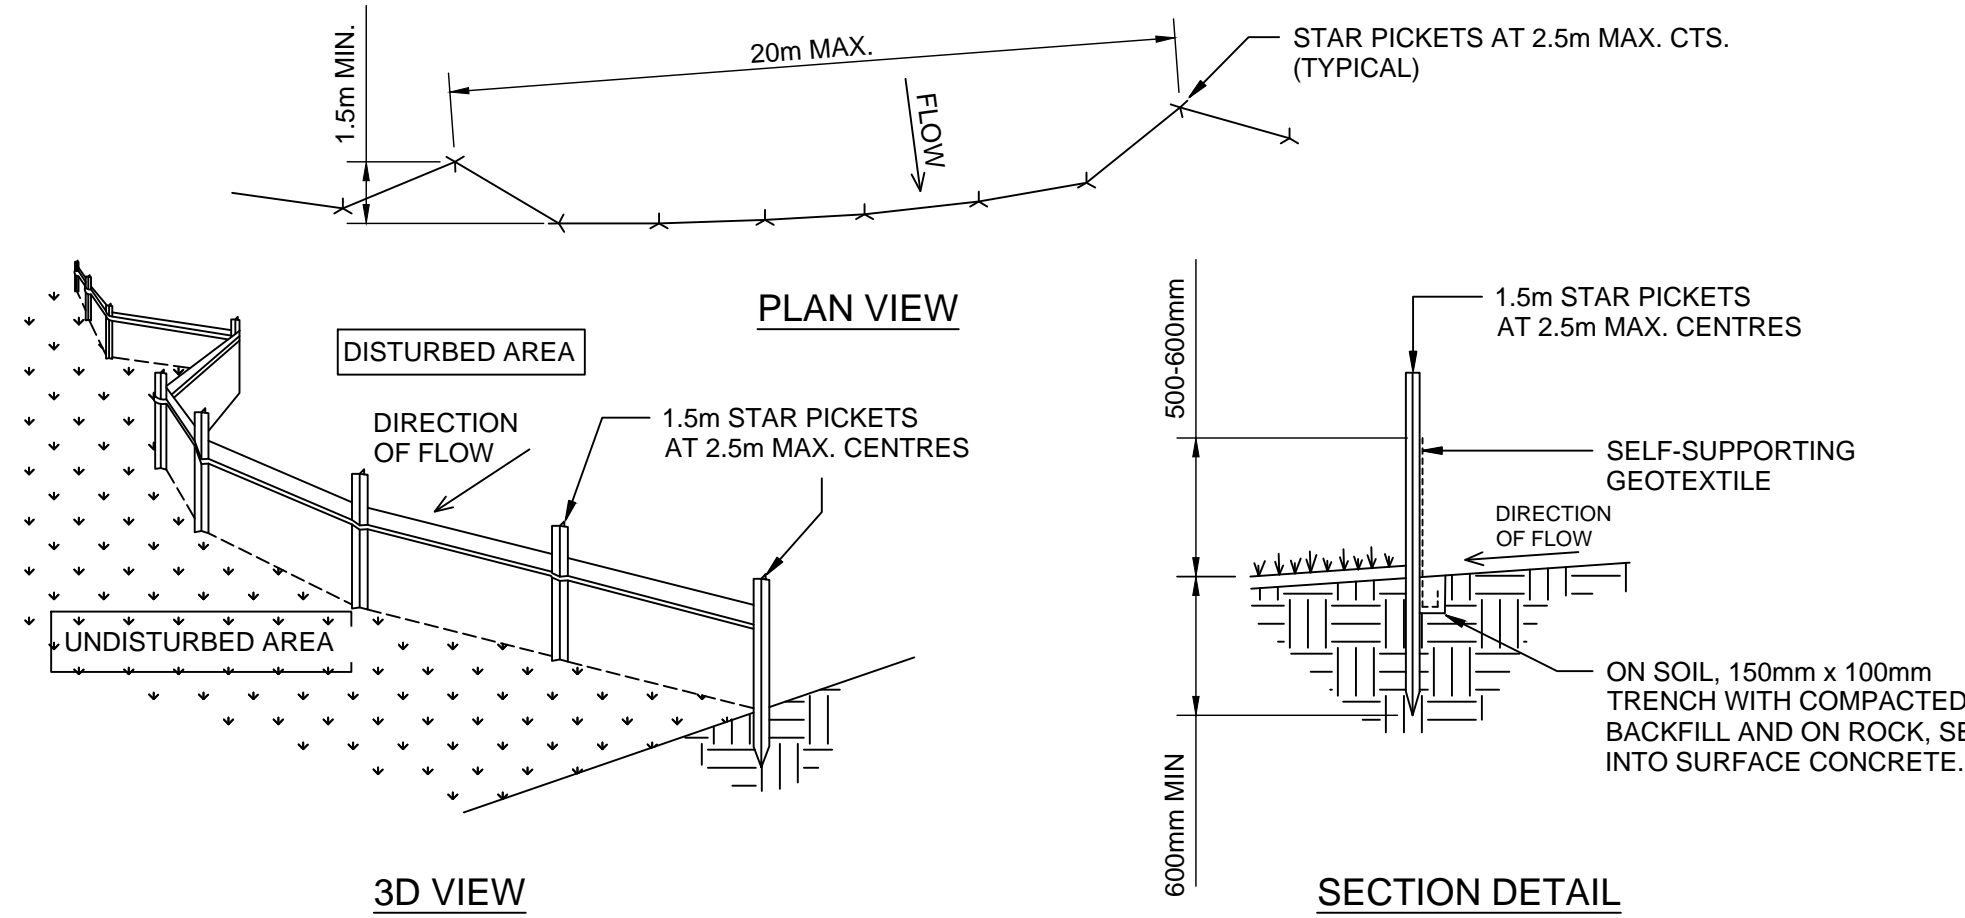 1.5m MIN.
20m MAX.
STAR PICKETS AT 2.5m MAX. CTS.
(TYPICAL)
FLOW
PLAN VIEW
DISTURBED AREA
DIRECTION
OF FLOW
1.5m STAR PICKETS
AT 2.5m MAX. CENTRES
UNDISTURBED AREA
3D VIEW
500-600mm
1.5m STAR PICKETS
AT 2.5m MAX. CENTRES
SELF-SUPPORTING
GEOTEXTILE
DIRECTION
OF FLOW
ON SOIL, 150mm x 100mm
TRENCH WITH COMPACTED
BACKFILL AND ON ROCK,
INTO SURFACE CONCRETE.
600mm MIN
SECTION DETAIL